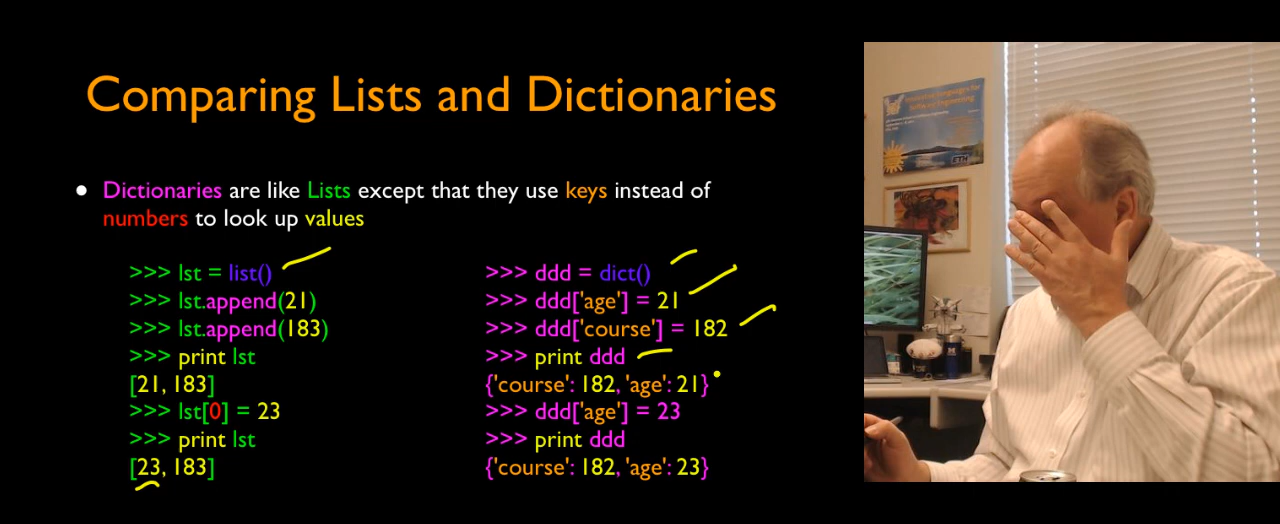 Comparing Lists and Dictionaries
• Dictionaries are like Lists except that they use keys instead of
numbers to look up values
>>> lst = list()
>>> lst.append(21)
>>> lst.append(183)
>>> print lst
[21, 183]
>>> lst[0] = 23
>>> print lst
[23, 183]
>>> ddd = dict()
>>> ddd['age'] = 21
>>> ddd['course'] = 182
>>> print ddd
{'course': 182, 'age': 21}
>>> ddd['age'] = 23
>>> print ddd
{'course': 182, 'age': 23}
ETH